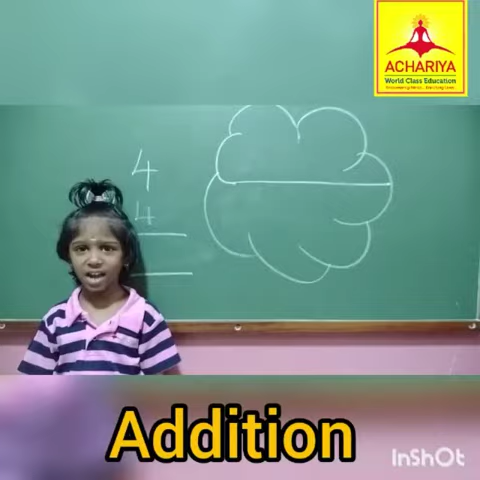 ACHARIYA
World Class Education
4
4
Addition
InShOt